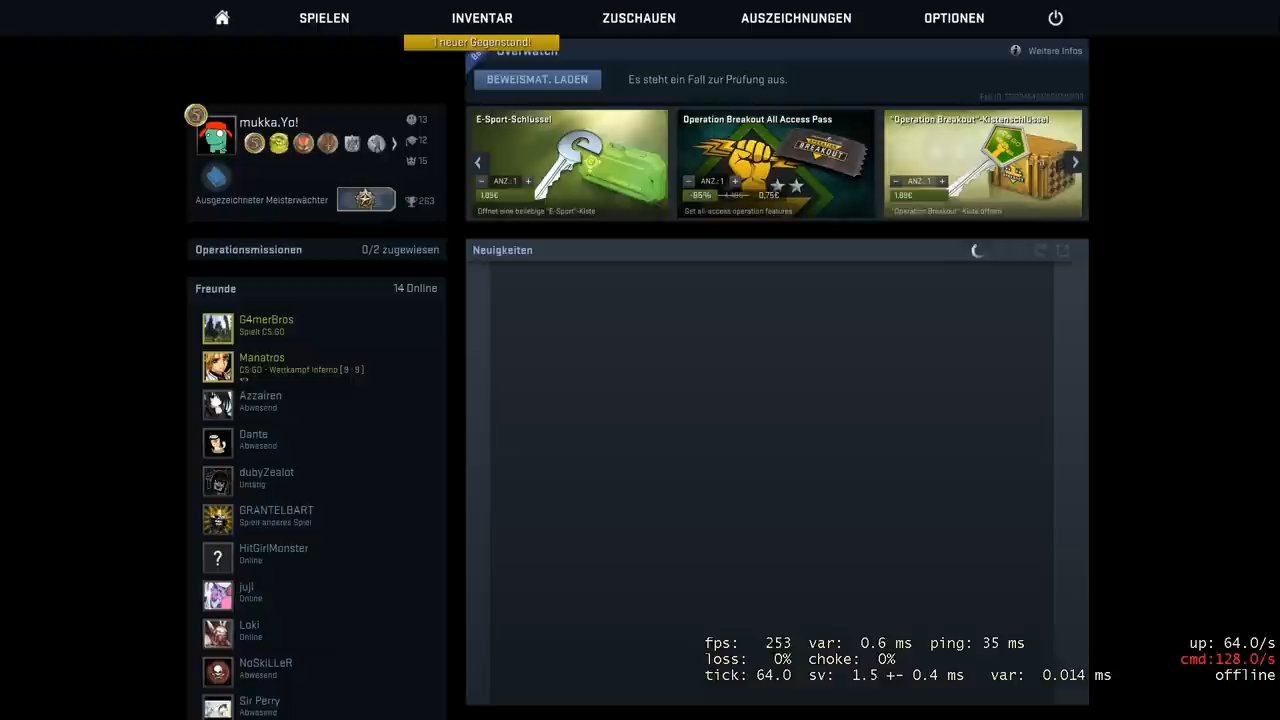 SPIELEN
INVENTAR
ZUSCHAUEN
AUSZEICHNUNGEN
OPTIONEN
1 neuer Gegenstand!
Overwatch
Weitere Infos
BEWEISMAT. LADEN
Es steht ein Fall zur Prüfung aus.
mukka.Yo!
13
12
15
Ausgezeichneter Meisterwächter
263
E-Sport-Schlüssel
ANZ.: 1
1,89€
Öffnet eine beliebige "E-Sport"-Kiste
Operation Breakout All Access Pass
BREAKOUT
ANZ.: 1
-85%
0,75€
Get all-access operation features
"Operation Breakout"-Kistenschlüssel
ANZ.: 1
1,89€
"Operation Breakout"-Kiste öffnen
Operationsmissionen
0/2 zugewiesen
Neuigkeiten
Freunde
14 Online
G4merBros
Spielt CS:GO
Manatros
CS:GO - Wettkampf Inferno [ 9 : 9 ]
Azzairen
Abwesend
Dante
Abwesend
dubyZealot
Untätig
GRANTELBART
Spielt anderes Spiel
HitGirlMonster
Online
juji
Online
Loki
Online
NoSkiLLeR
Abwesend
Sir Perry
Abwesend
fps: 253 var: 0.6 ms ping: 35 ms
loss: 0% choke: 0%
tick: 64.0 sv: 1.5 +- 0.4 ms var: 0.014 ms
up: 64.0/s
cmd:128.0/s
offline